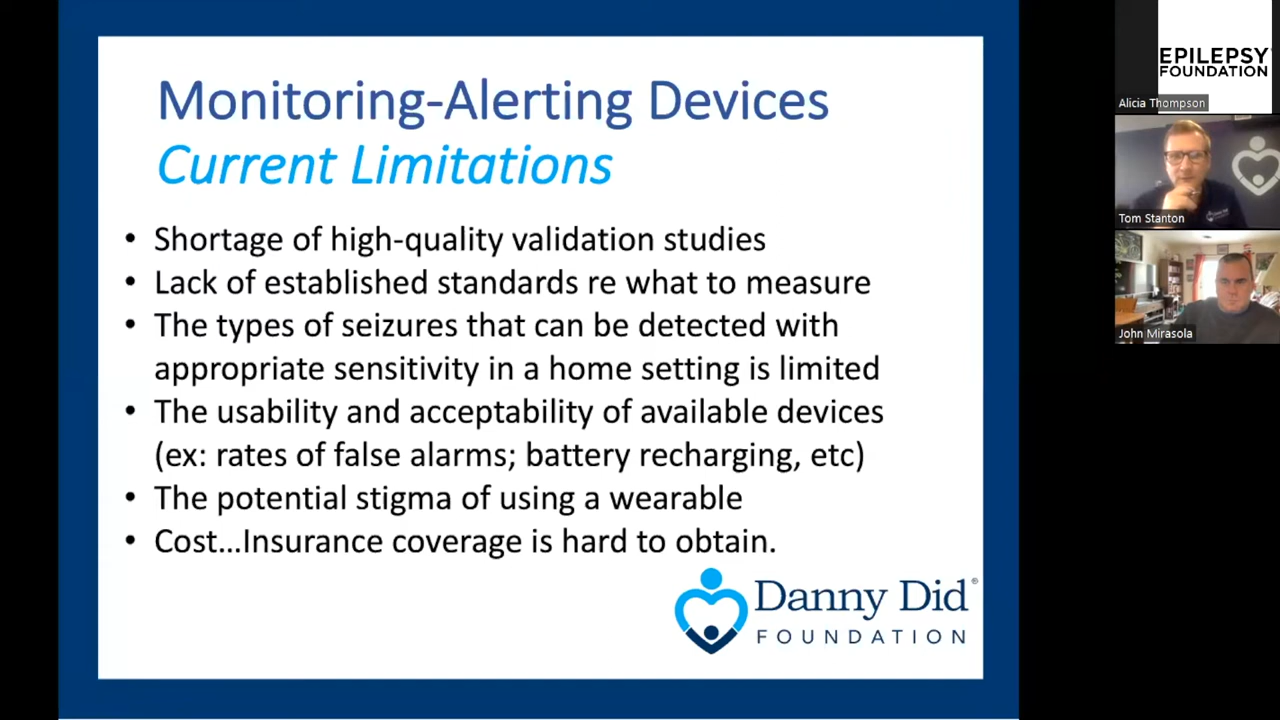 Monitoring-Alerting Devices
Current Limitations
• Shortage of high-quality validation studies
• Lack of established standards re what to measure
• The types of seizures that can be detected with
appropriate sensitivity in a home setting is limited
• The usability and acceptability of available devices
(ex: rates of false alarms; battery recharging, etc)
• The potential stigma of using a wearable
• Cost...Insurance coverage is hard to obtain.
Danny Did®
FOUNDATION
EPILEPSY
FOUNDATION
Alicia Thompson
Tom Stanton
John Mirasola